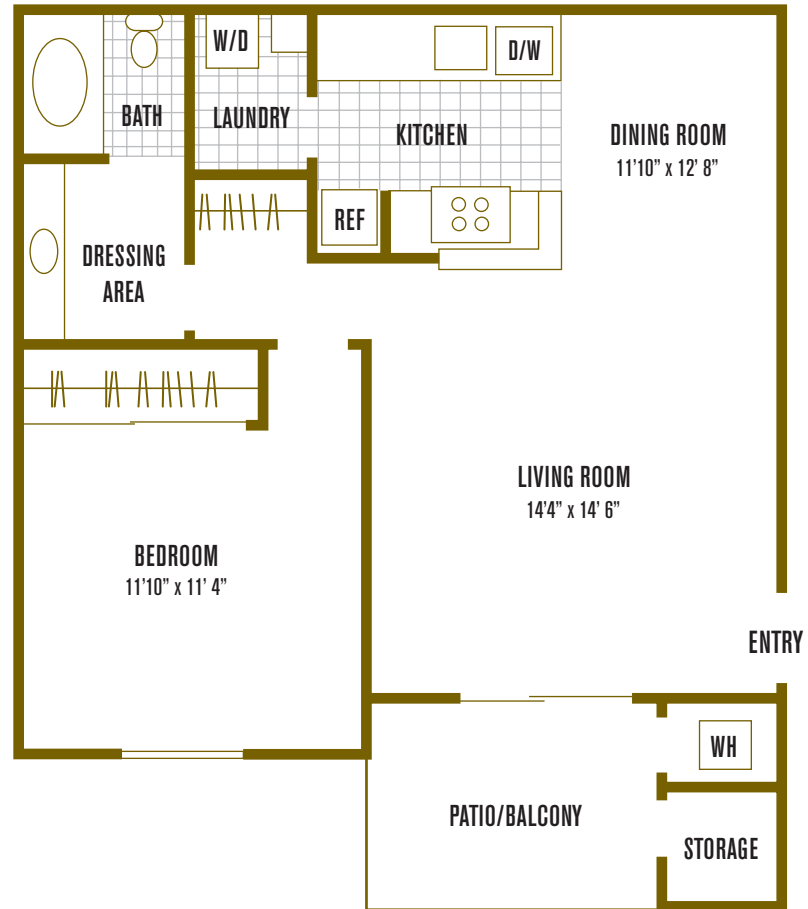 W/D
D/W
BATH
LAUNDRY
KITCHEN
DINING ROOM
11'10" x 12' 8"
REF
DRESSING
AREA
LIVING ROOM
14'4" x 14' 6"
BEDROOM
11'10" x 11' 4"
ENTRY
WH
PATIO/BALCONY
STORAGE